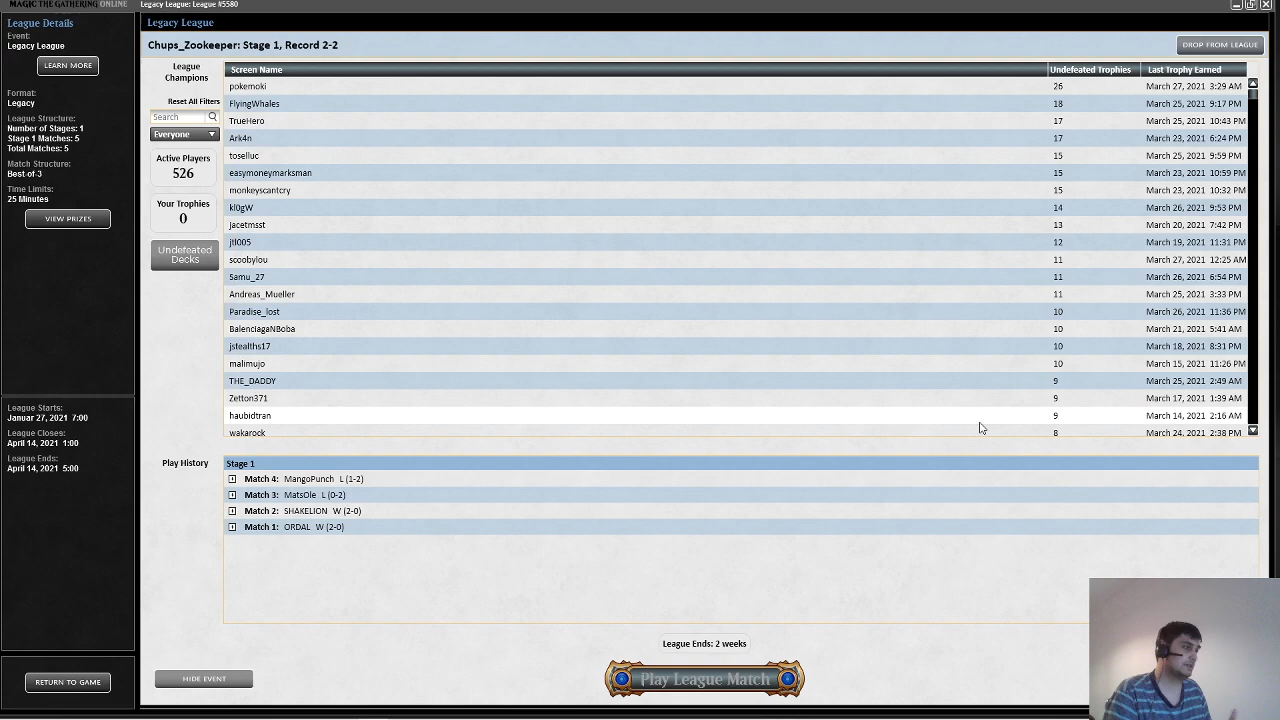 MAGIC THE GATHERING ONLINE
Legacy League: League #5580
League Details
Event:
Legacy League
LEARN MORE
Format:
Legacy
League Structure:
Number of Stages: 1
Stage 1 Matches: 5
Total Matches: 5
Match Structure:
Best-of-3
Time Limits:
25 Minutes
VIEW PRIZES
League Starts:
Januar 27, 2021 7:00
League Closes:
April 14, 2021 1:00
League Ends:
April 14, 2021 5:00
RETURN TO GAME
Legacy League
Chups_Zookeeper: Stage 1, Record 2-2
DROP FROM LEAGUE
League
Champions
Reset All Filters
Search
Everyone
Active Players
526
Your Trophies
0
Undefeated
Decks
Screen Name Undefeated Trophies Last Trophy Earned
pokemoki 26 March 27, 2021 3:29 AM
FlyingWhales 18 March 25, 2021 9:17 PM
TrueHero 17 March 25, 2021 10:43 PM
Ark4n 17 March 23, 2021 6:24 PM
toselluc 15 March 25, 2021 9:59 PM
easymoneymarksman 15 March 23, 2021 10:59 PM
monkeyscantcry 15 March 23, 2021 10:32 PM
kl0gW 14 March 26, 2021 9:53 PM
Jacetmsst 13 March 20, 2021 7:42 PM
jtl005 12 March 19, 2021 11:31 PM
scoobylou 11 March 27, 2021 12:25 AM
Samu_27 11 March 26, 2021 6:54 PM
Andreas_Mueller 11 March 25, 2021 3:33 PM
Paradise_lost 10 March 26, 2021 11:36 PM
BalenciagaNBoba 10 March 21, 2021 5:41 AM
jstealths17 10 March 18, 2021 8:31 PM
malimujo 10 March 15, 2021 11:26 PM
THE_DADDY 9 March 25, 2021 2:49 AM
Zetton371 9 March 17, 2021 1:39 AM
haubidtran 9 March 14, 2021 2:16 AM
wakarock 8 March 24, 2021 2:38 PM
Play History
Stage 1
Match 4: MangoPunch L (1-2)
Match 3: MatsOle L (0-2)
Match 2: SHAKELION W (2-0)
Match 1: ORDAL W (2-0)
League Ends: 2 weeks
HIDE EVENT
Play League Match